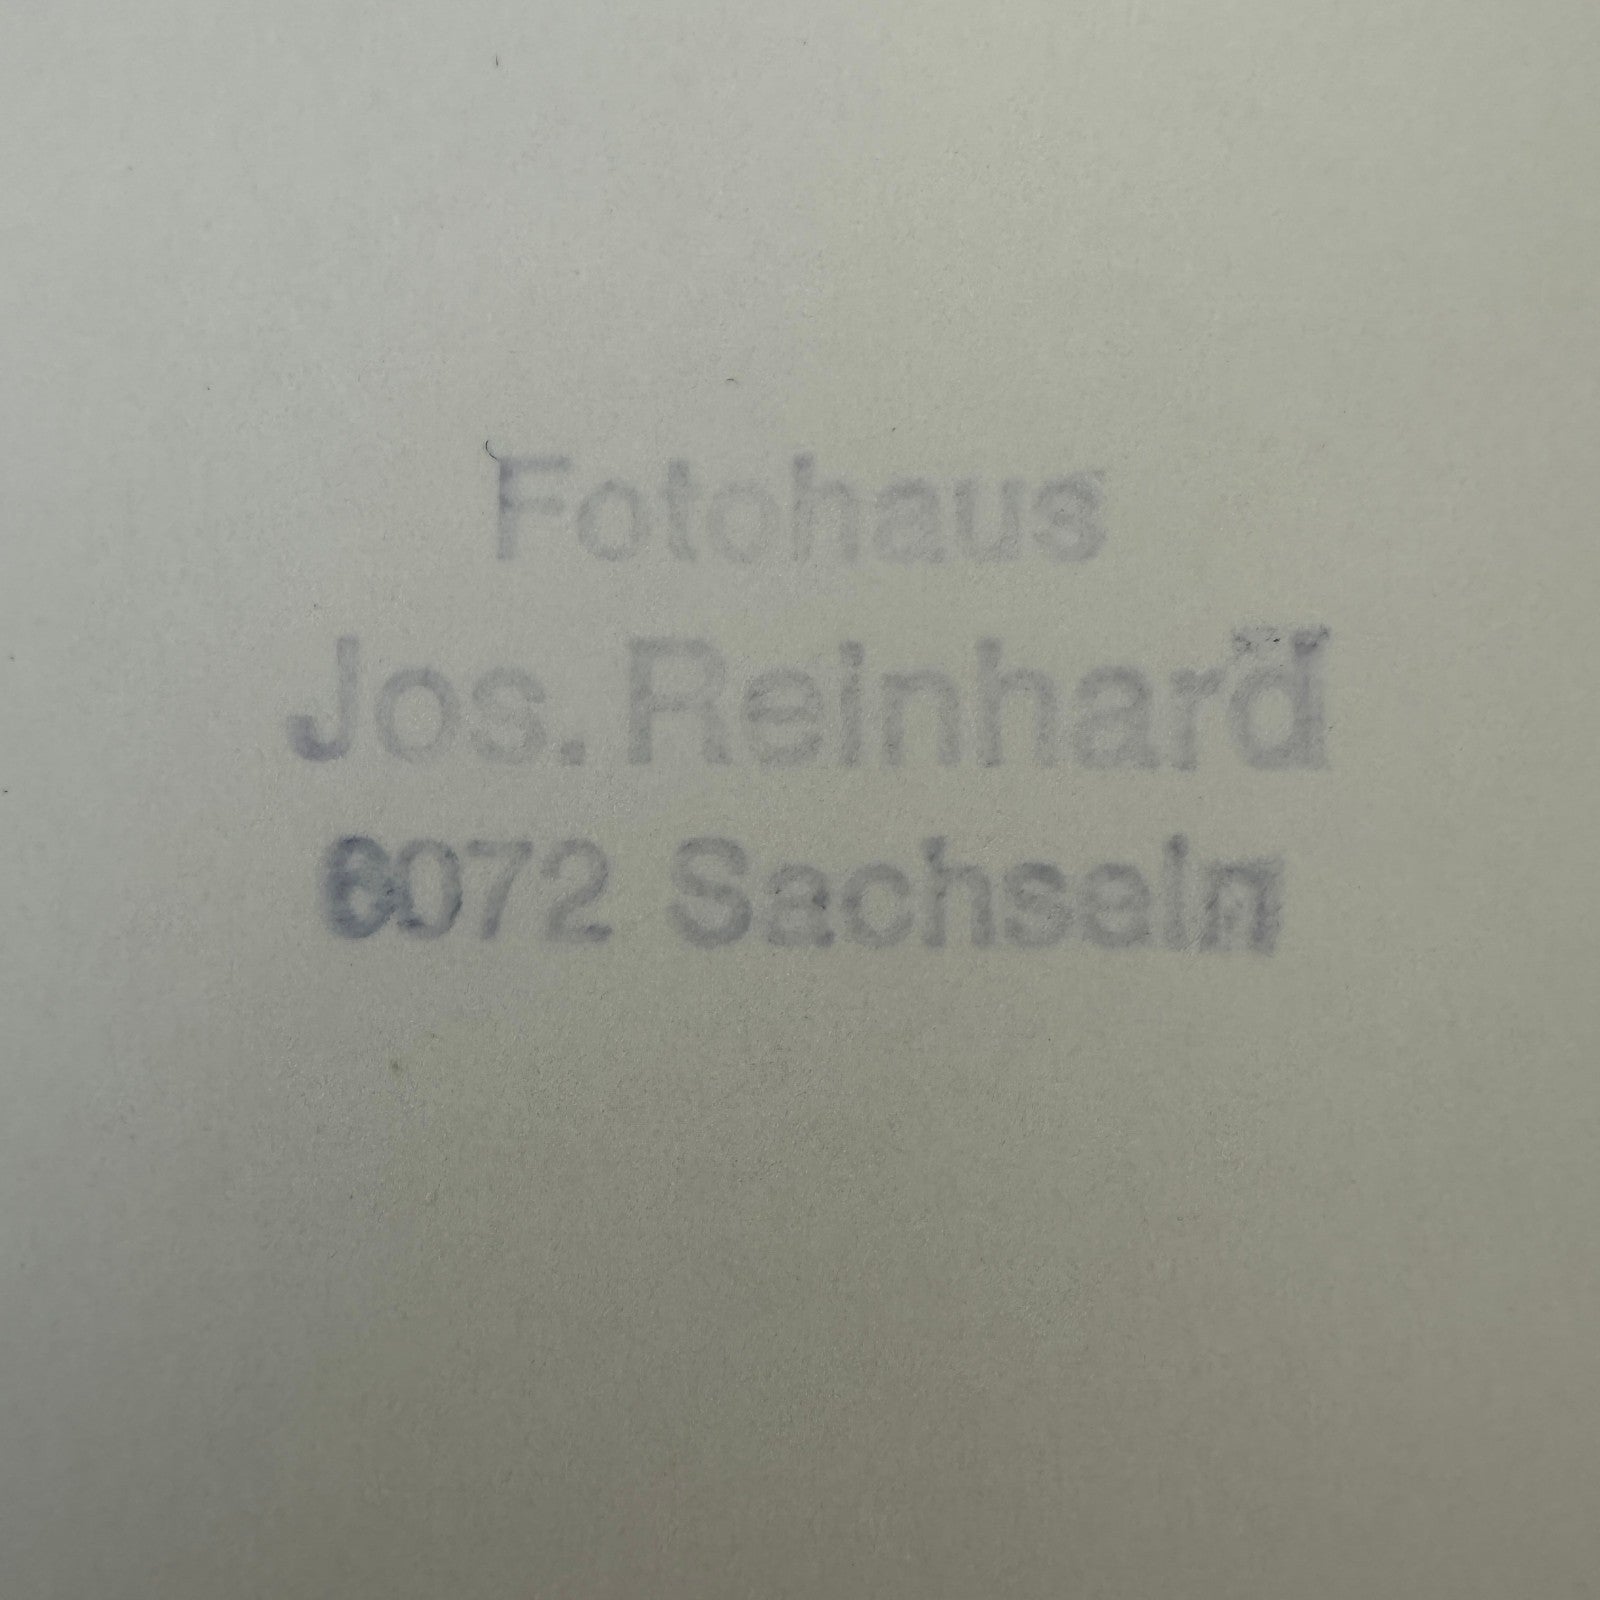 Fotohaus
Jos. Reinhard
6072 Sachseln